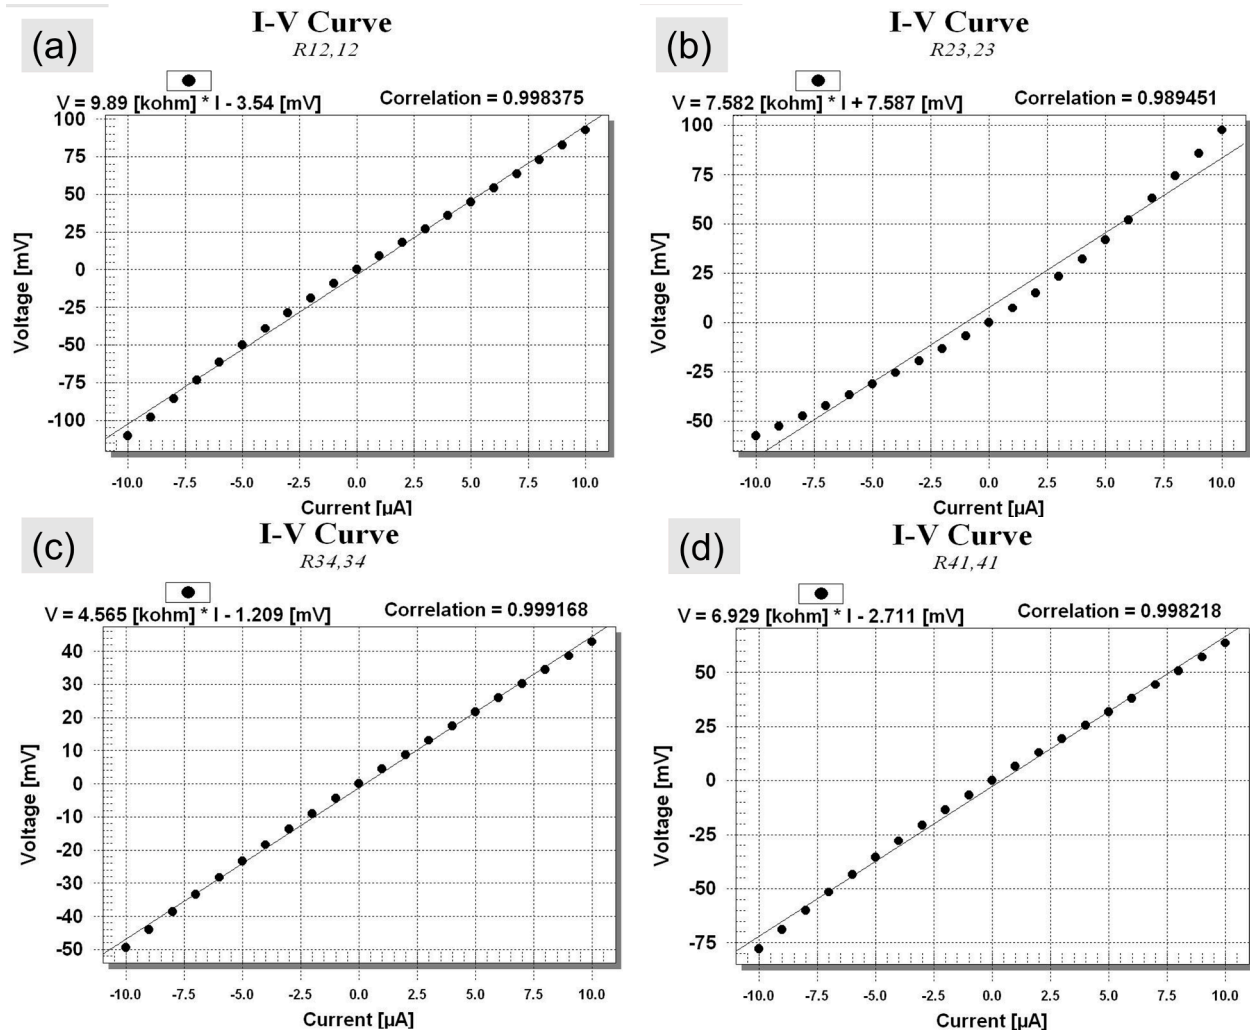 (a)
I-V Curve
R12,12
V = 9.89 [kohm] * I - 3.54 [mV]
Correlation = 0.998375
100
75
50
25
0
-25
-50
-75
-100
Voltage [mV]
-10.0 -7.5 -5.0 -2.5 0.0 2.5 5.0 7.5 10.0
Current [µA]
(b)
I-V Curve
R23,23
V = 7.582 [kohm] * I + 7.587 [mV]
Correlation = 0.989451
100
75
50
25
0
-25
-50
Voltage [mV]
-10.0 -7.5 -5.0 -2.5 0.0 2.5 5.0 7.5 10.0
Current [µA]
(c)
I-V Curve
R34,34
V = 4.565 [kohm] * I - 1.209 [mV]
Correlation = 0.999168
40
30
20
10
0
-10
-20
-30
-40
-50
Voltage [mV]
-10.0 -7.5 -5.0 -2.5 0.0 2.5 5.0 7.5 10.0
Current [µA]
(d)
I-V Curve
R41,41
V = 6.929 [kohm] * I - 2.711 [mV]
Correlation = 0.998218
50
25
0
-25
-50
-75
Voltage [mV]
-10.0 -7.5 -5.0 -2.5 0.0 2.5 5.0 7.5 10.0
Current [µA]